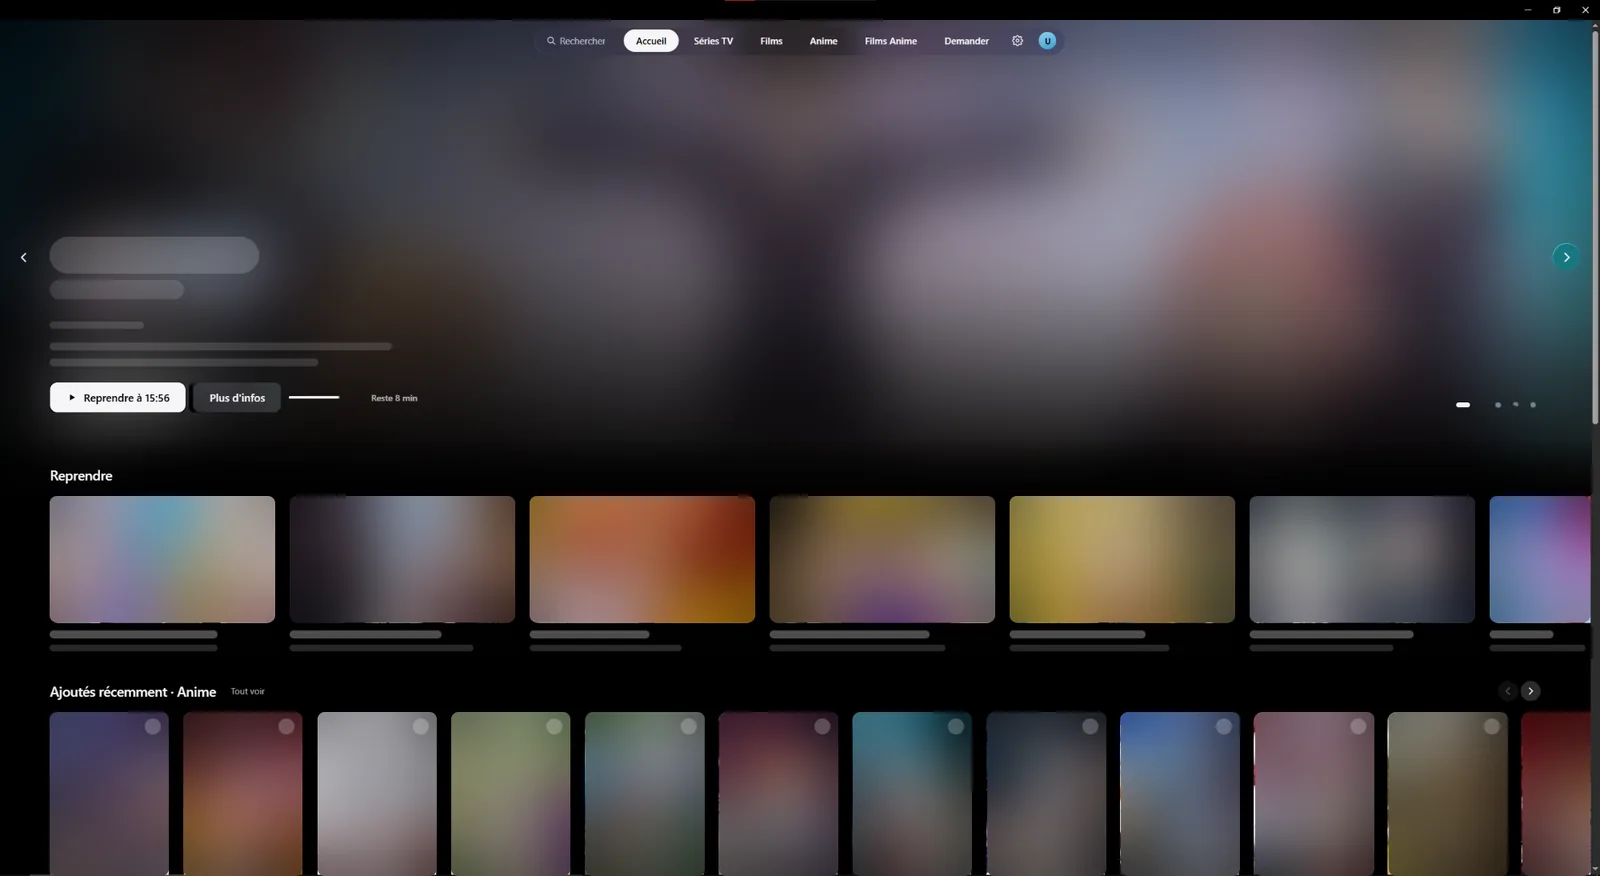 Rechercher Accueil Séries TV Films Anime Films Anime Demander U
Reprendre à 15:56 Plus d'infos Reste 8 min
Reprendre
Ajoutés récemment · Anime Tout voir